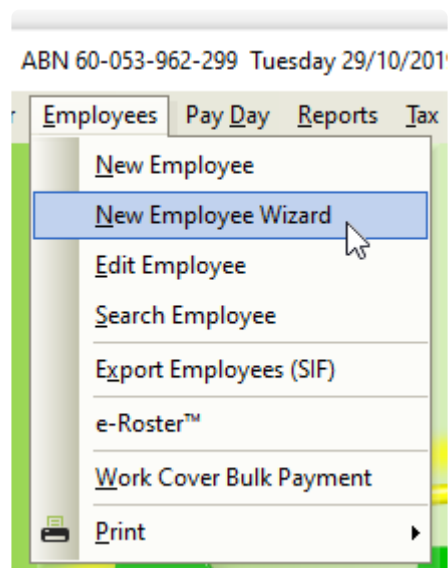 ABN 60-053-962-299 Tuesday 29/10/201
Employees Pay Day Reports Tax
New Employee
New Employee Wizard
Edit Employee
Search Employee
Export Employees (SIF)
e-Roster™
Work Cover Bulk Payment
Print